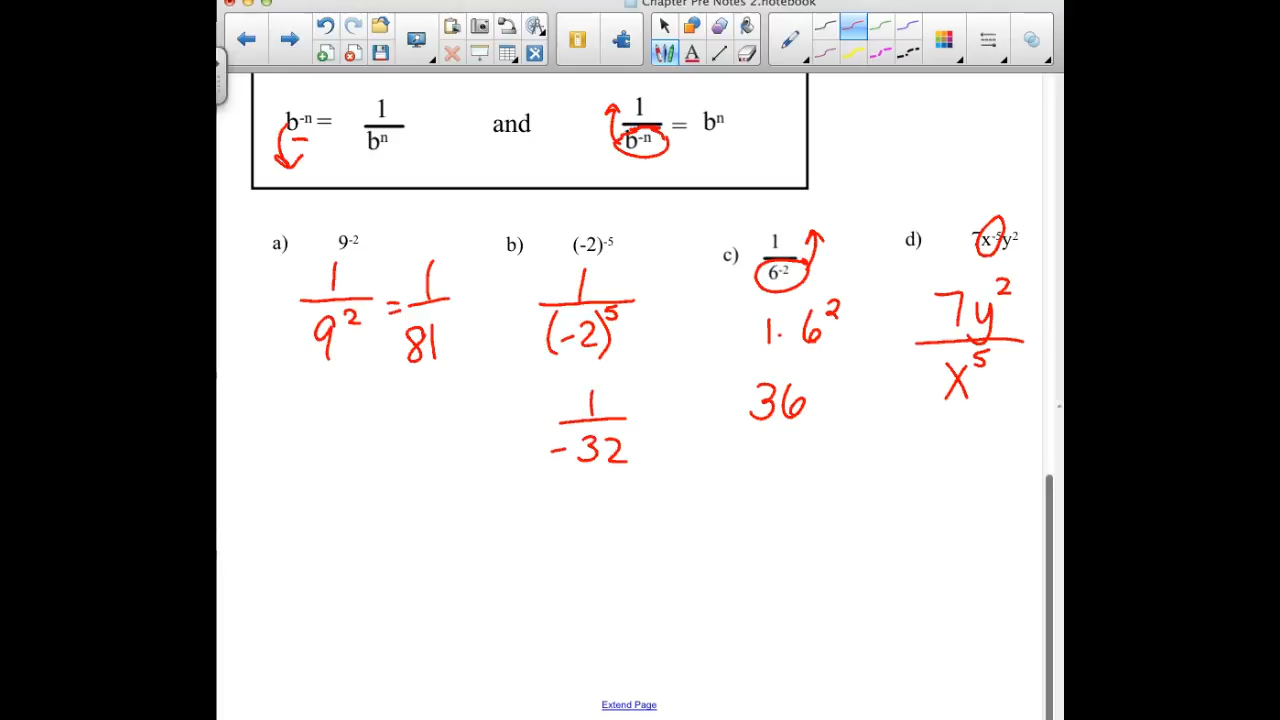 Chapter Pre Notes 2.notebook
b⁻ⁿ = 1/bⁿ and 1/b⁻ⁿ = bⁿ
a) 9⁻² b) (-2)⁻⁵ c) 1/6⁻² d) 7x⁻⁵y²
1/9² = 1/81 1/(-2)⁵ 1·6² 7y²/x⁵
1/-32 36
Extend Page